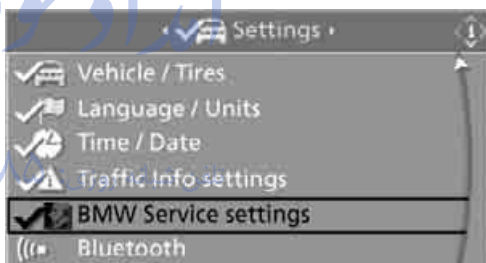 Settings
Vehicle / Tires
Language / Units
Time / Date
Traffic Info settings
BMW Service settings
Bluetooth